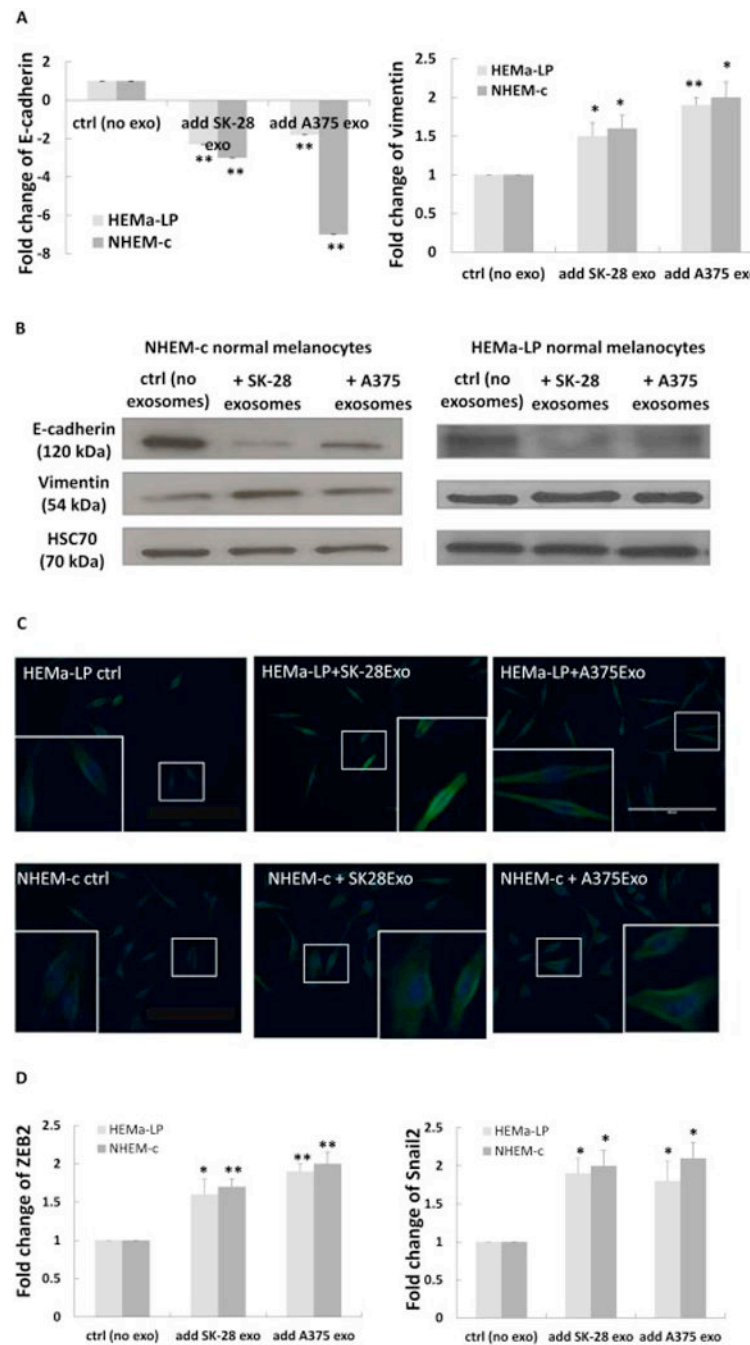 A
Fold change of E-cadherin
2
0
-2
-4
-6
-8
ctrl (no exo)
add SK-28 exo
add A375 exo
**
**
**
**
HEMa-LP
NHEM-c
Fold change of vimentin
2.5
2
1.5
1
0.5
0
HEMa-LP
NHEM-c
*
*
**
*
ctrl (no exo)
add SK-28 exo
add A375 exo
B
NHEM-c normal melanocytes
ctrl (no exosomes)
+ SK-28 exosomes
+ A375 exosomes
HEMa-LP normal melanocytes
ctrl (no exosomes)
+ SK-28 exosomes
+ A375 exosomes
E-cadherin
(120 kDa)
Vimentin
(54 kDa)
HSC70
(70 kDa)
C
HEMa-LP ctrl
HEMa-LP+SK-28Exo
HEMa-LP+A375Exo
NHEM-c ctrl
NHEM-c + SK28Exo
NHEM-c + A375Exo
D
Fold change of ZEB2
2.5
2
1.5
1
0.5
0
HEMa-LP
NHEM-c
*
**
**
**
ctrl (no exo)
add SK-28 exo
add A375 exo
Fold change of Snail2
2.5
2
1.5
1
0.5
0
HEMa-LP
NHEM-c
*
*
*
*
ctrl (no exo)
add SK-28 exo
add A375 exo